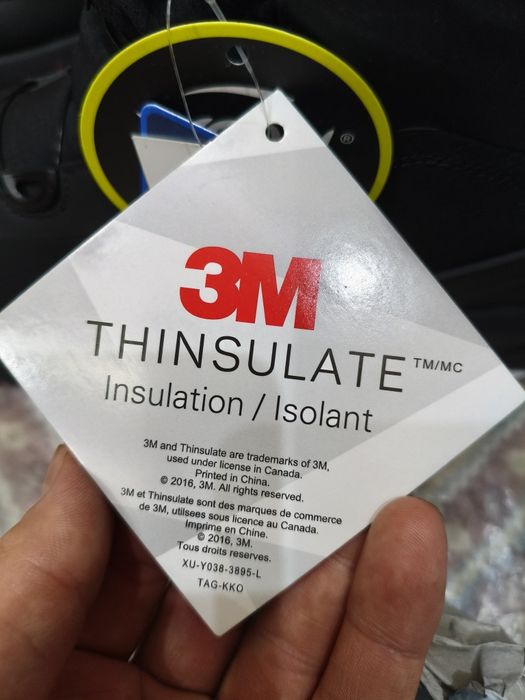 ®
3M
THINSULATE TM/MC
Insulation / Isolant
3M and Thinsulate are trademarks of 3M,
used under license in Canada.
Printed in China.
© 2016, 3M. All rights reserved.
3M et Thinsulate sont des marques de commerce
de 3M, utilsees sous licence au Canada.
Imprime en Chine.
© 2016, 3M.
Tous droits reserves.
XU-Y038-3895-L
TAG-KKO